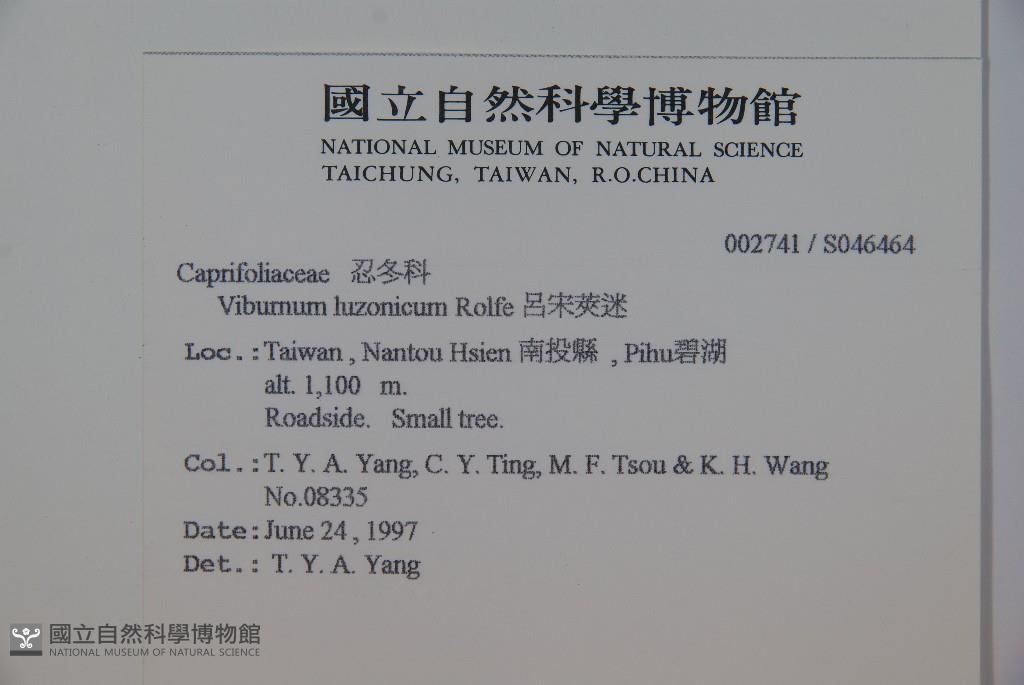 國立自然科學博物館
NATIONAL MUSEUM OF NATURAL SCIENCE
TAICHUNG, TAIWAN, R.O.CHINA
002741 / S046464
Caprifoliaceae 忍冬科
Viburnum luzonicum Rolfe 呂宋莢迷
Loc.:Taiwan , Nantou Hsien 南投縣 , Pihu碧湖
alt. 1,100 m.
Roadside. Small tree.
Col.:T. Y. A. Yang, C. Y. Ting, M. F. Tsou & K. H. Wang
No.08335
Date:June 24 , 1997
Det.: T. Y. A. Yang
國立自然科學博物館
NATIONAL MUSEUM OF NATURAL SCIENCE